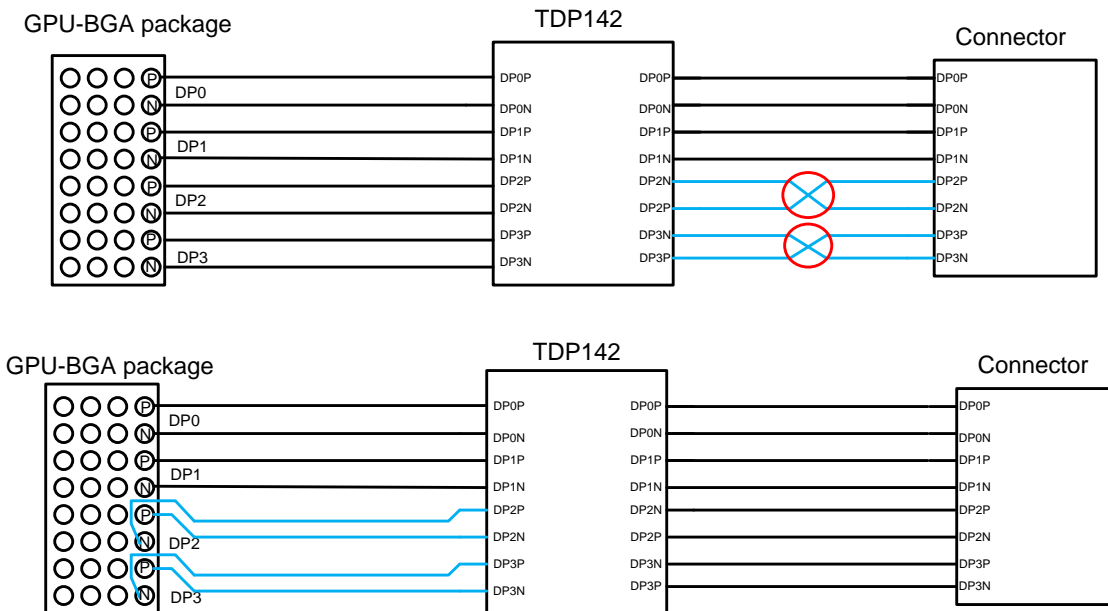 GPU-BGA package
TDP142
Connector
P
DP0
N
P
DP1
N
P
DP2
N
P
DP3
N
DP0P
DP0N
DP1P
DP1N
DP2P
DP2N
DP3P
DP3N
DP0P
DP0N
DP1P
DP1N
DP2N
DP2P
DP3N
DP3P
DP0P
DP0N
DP1P
DP1N
DP2P
DP2N
DP3P
DP3N
GPU-BGA package
TDP142
Connector
P
DP0
N
P
DP1
N
P
DP2
N
P
DP3
N
DP0P
DP0N
DP1P
DP1N
DP2P
DP2N
DP3P
DP3N
DP0P
DP0N
DP1P
DP1N
DP2N
DP2P
DP3N
DP3P
DP0P
DP0N
DP1P
DP1N
DP2P
DP2N
DP3P
DP3N